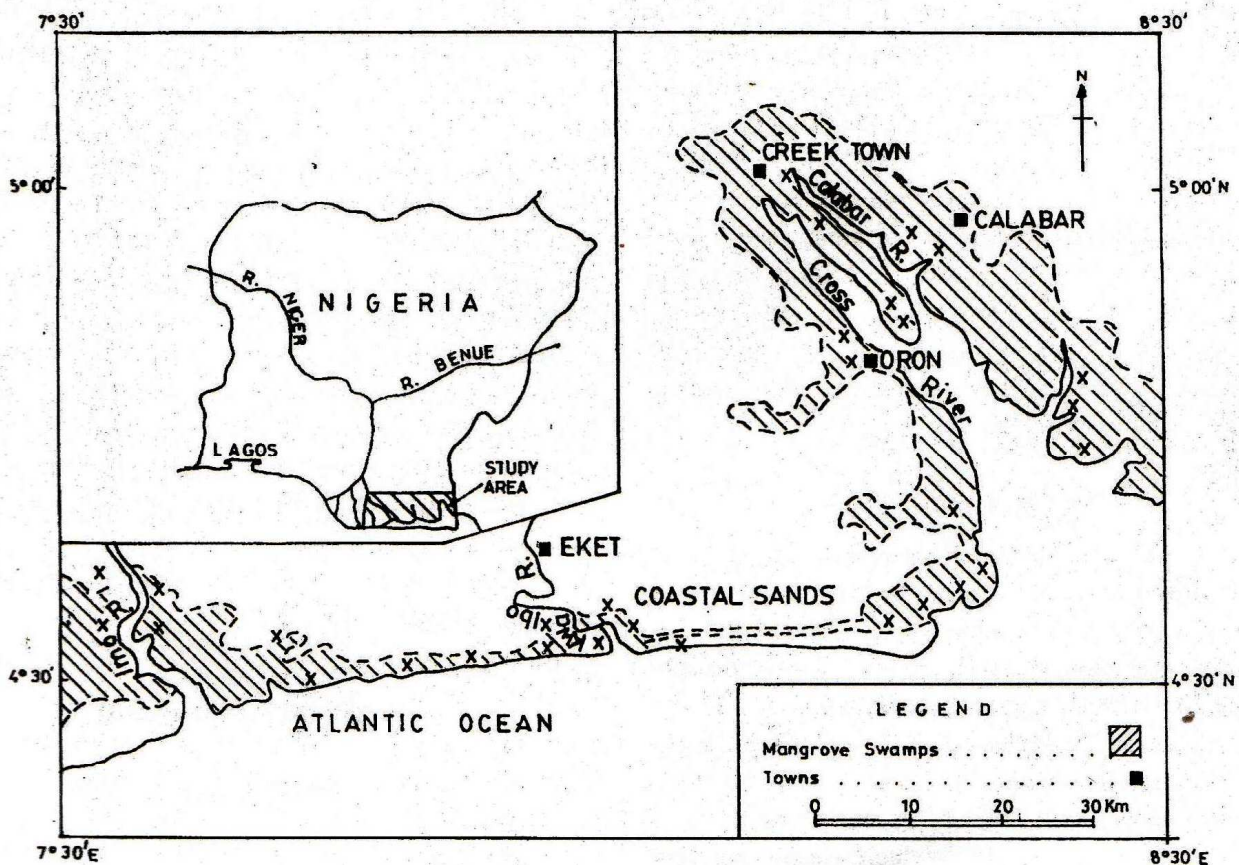 7°30'
8°30'
N
CREEK TOWN
5°00'
5°00'N
Calabar R.
CALABAR
NIGERIA
R. NIGER
Cross River
R. BENUE
ORON
LAGOS
STUDY AREA
R.
EKET
COASTAL SANDS
Kwa Ibo
Imo R.
4°30'
4°30'N
ATLANTIC OCEAN
LEGEND
Mangrove Swamps
Towns
0 10 20 30 Km
7°30'E
8°30'E